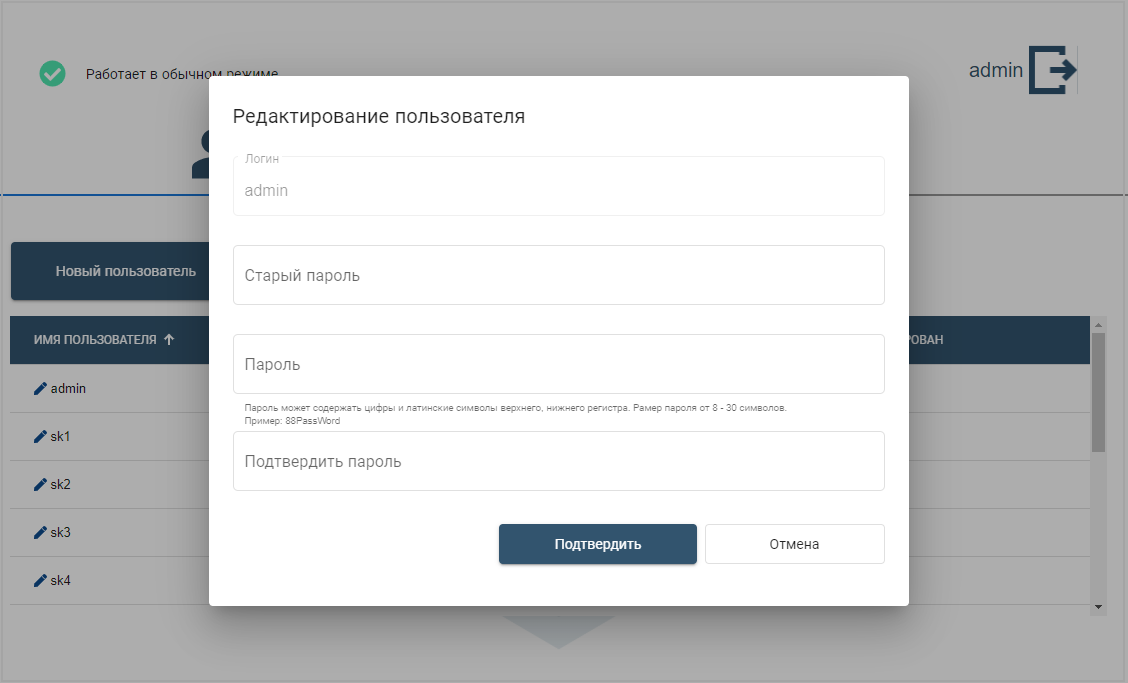 Работает в обычном режиме
admin
Редактирование пользователя
Логин
admin
Новый пользователь
Старый пароль
ИМЯ ПОЛЬЗОВАТЕЛЯ
РОВАН
Пароль
admin
Пароль может содержать цифры и латинские символы верхнего, нижнего регистра. Рамер пароля от 8 - 30 символов.
Пример: 88PassWord
sk1
Подтвердить пароль
sk2
sk3
Подтвердить
Отмена
sk4